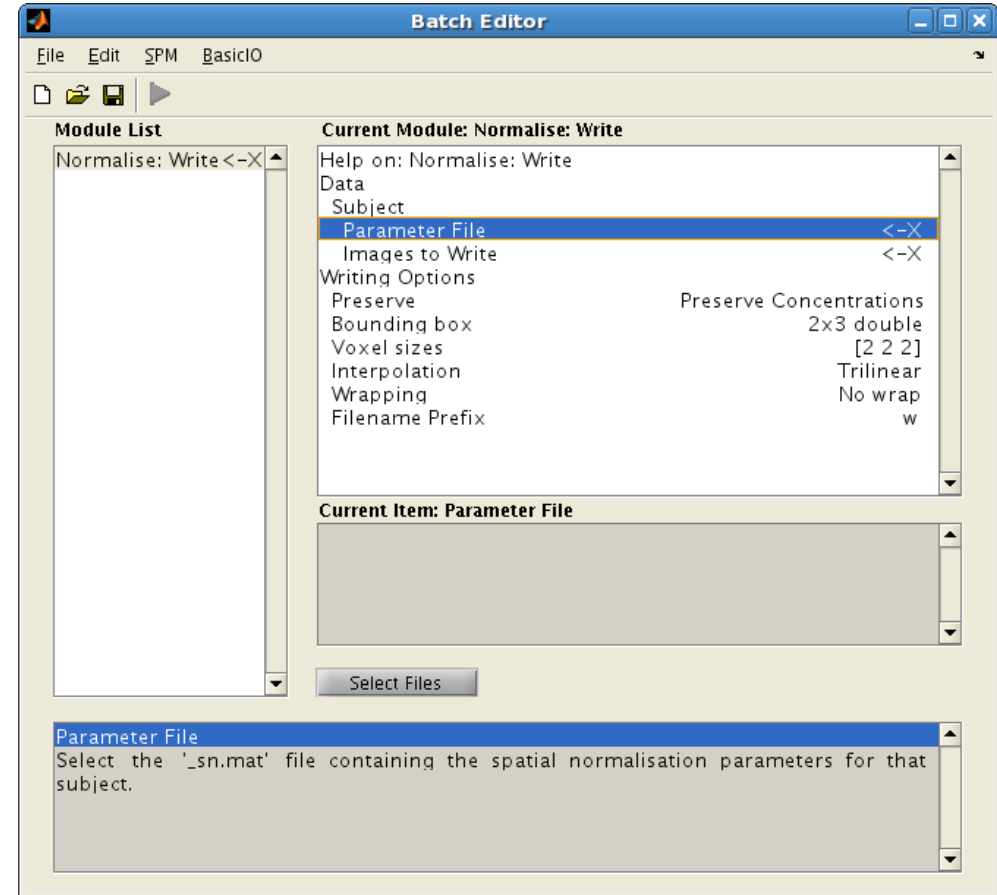 Batch Editor
File Edit SPM BasicIO
Module List
Normalise: Write<-X
Current Module: Normalise: Write
Help on: Normalise: Write
Data
Subject
Parameter File <-X
Images to Write <-X
Writing Options
Preserve Preserve Concentrations
Bounding box 2x3 double
Voxel sizes [2 2 2]
Interpolation Trilinear
Wrapping No wrap
Filename Prefix w
Current Item: Parameter File
Select Files
Parameter File
Select the '_sn.mat' file containing the spatial normalisation parameters for that
subject.